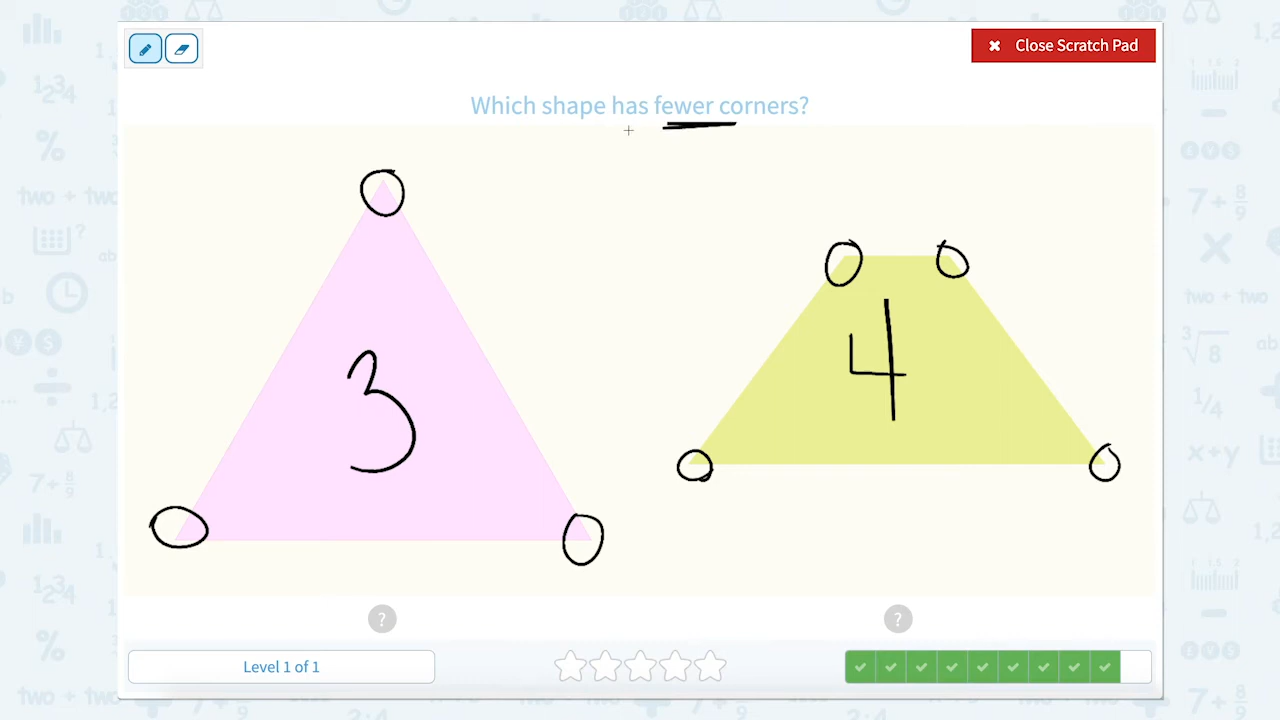 Close Scratch Pad
Which shape has fewer corners?
3
4
?
?
Level 1 of 1